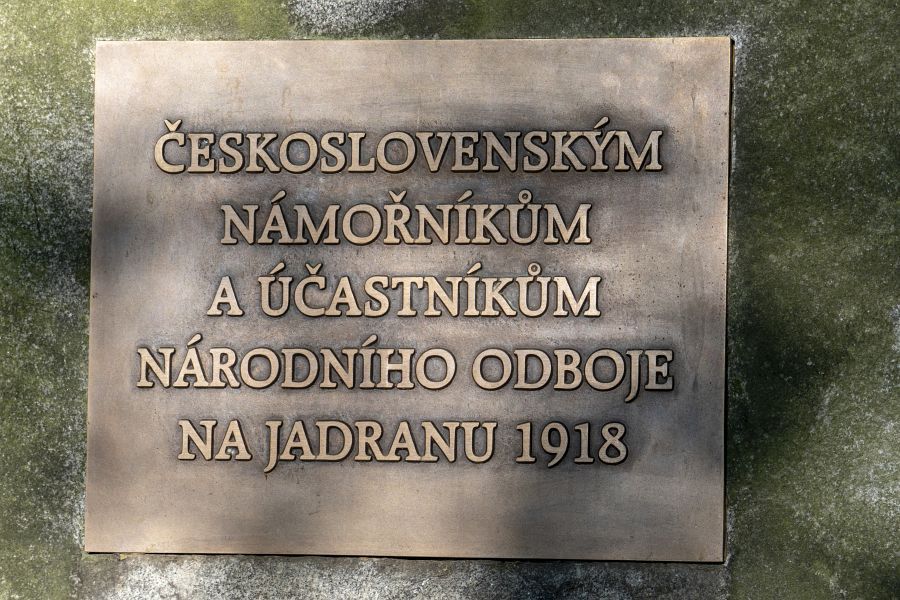 ČESKOSLOVENSKÝM
NÁMOŘNÍKŮM
A ÚČASTNÍKŮM
NÁRODNÍHO ODBOJE
NA JADRANU 1918